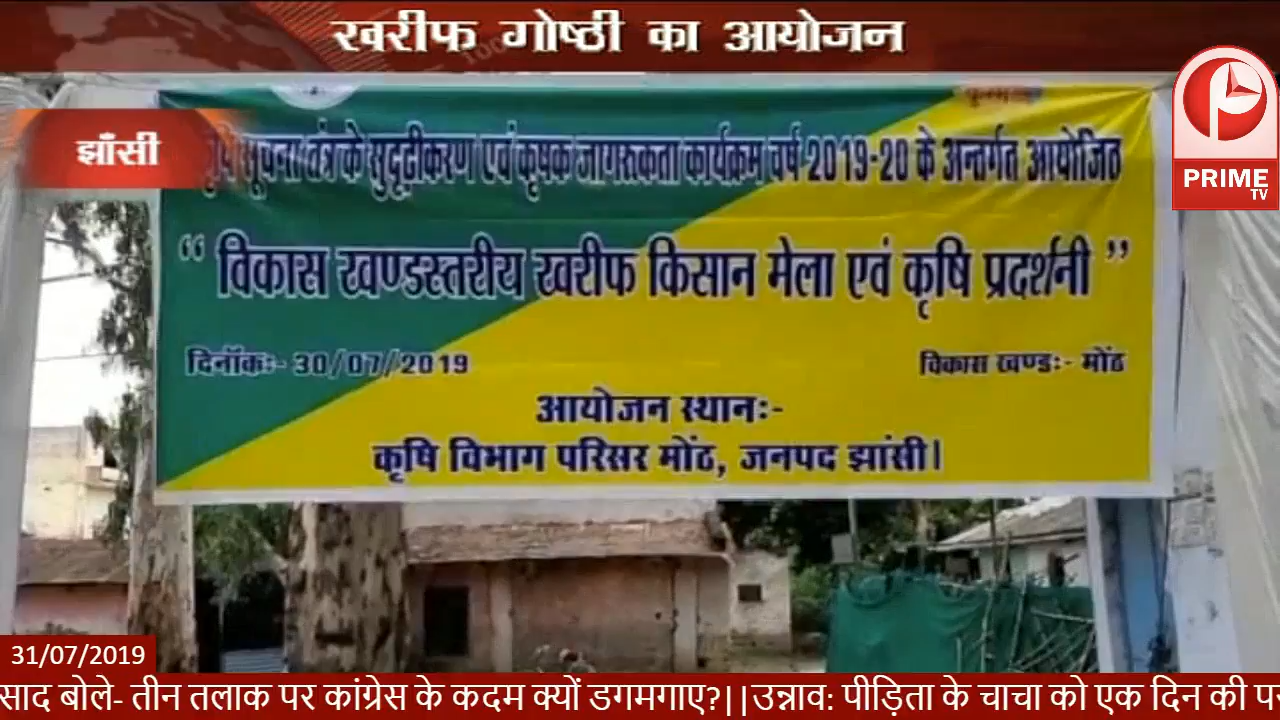 खरीफ गोष्ठी का आयोजन
झाँसी
PRIME
TV
सूचना तंत्र के सुदृढ़ीकरण एवं कृषक जागरूकता कार्यक्रम वर्ष 2019-20 के अन्तर्गत आयोजित
“ विकास खण्डस्तरीय खरीफ किसान मेला एवं कृषि प्रदर्शनी ”
दिनाँकः- 30/07/2019
विकास खण्डः- मोंठ
आयोजन स्थानः-
कृषि विभाग परिसर मोंठ, जनपद झांसी।
31/07/2019
साद बोले- तीन तलाक पर कांग्रेस के कदम क्यों डगमगाए?||उन्नाव: पीड़िता के चाचा को एक दिन की